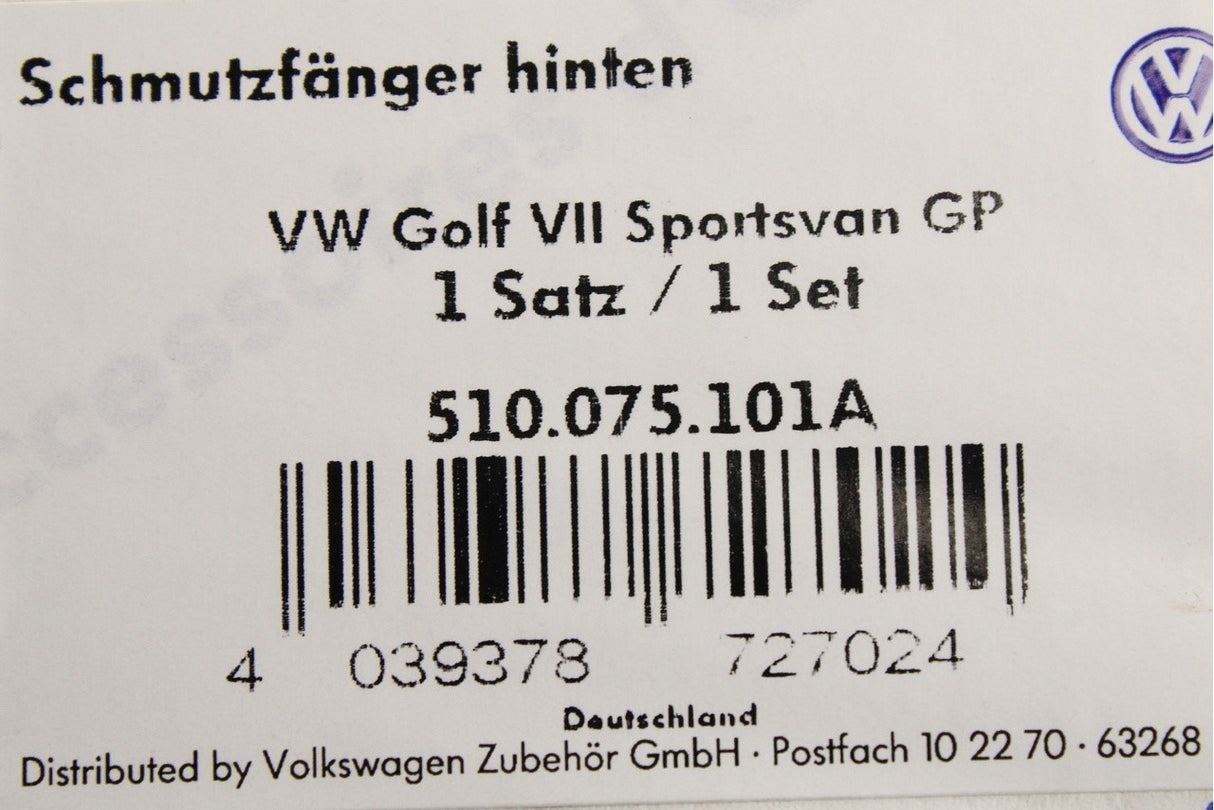 Schmutzfänger hinten
VW Golf VII Sportsvan GP
1 Satz / 1 Set
510.075.101A
4 039378 727024
Deutschland
Distributed by Volkswagen Zubehör GmbH · Postfach 10 22 70 · 63268